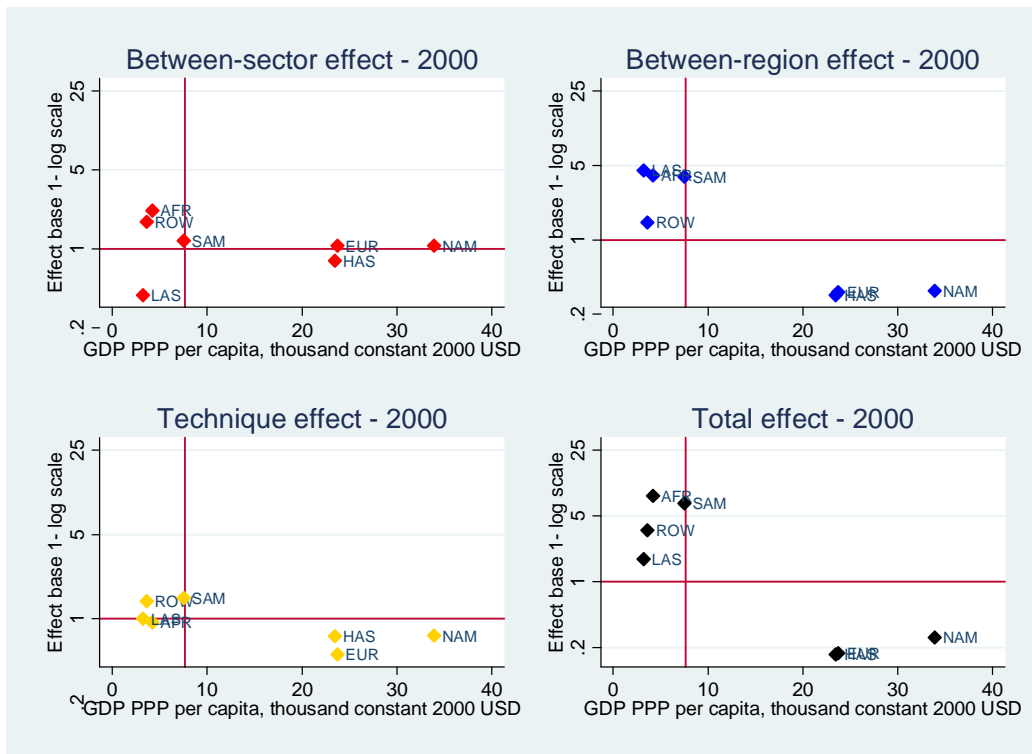 Between-sector effect - 2000
Effect base 1- log scale
25
5
1
.2
AFR
ROW
SAM
EUR
NAM
HAS
LAS
0 10 20 30 40
GDP PPP per capita, thousand constant 2000 USD
Between-region effect - 2000
Effect base 1- log scale
25
5
1
.2
LAS
AFR
SAM
ROW
EUR
HAS
NAM
0 10 20 30 40
GDP PPP per capita, thousand constant 2000 USD
Technique effect - 2000
Effect base 1- log scale
25
5
1
.2
ROW
SAM
LAS
AFR
HAS
NAM
EUR
0 10 20 30 40
GDP PPP per capita, thousand constant 2000 USD
Total effect - 2000
Effect base 1- log scale
25
5
1
.2
AFR
SAM
ROW
LAS
NAM
EUR
HAS
0 10 20 30 40
GDP PPP per capita, thousand constant 2000 USD